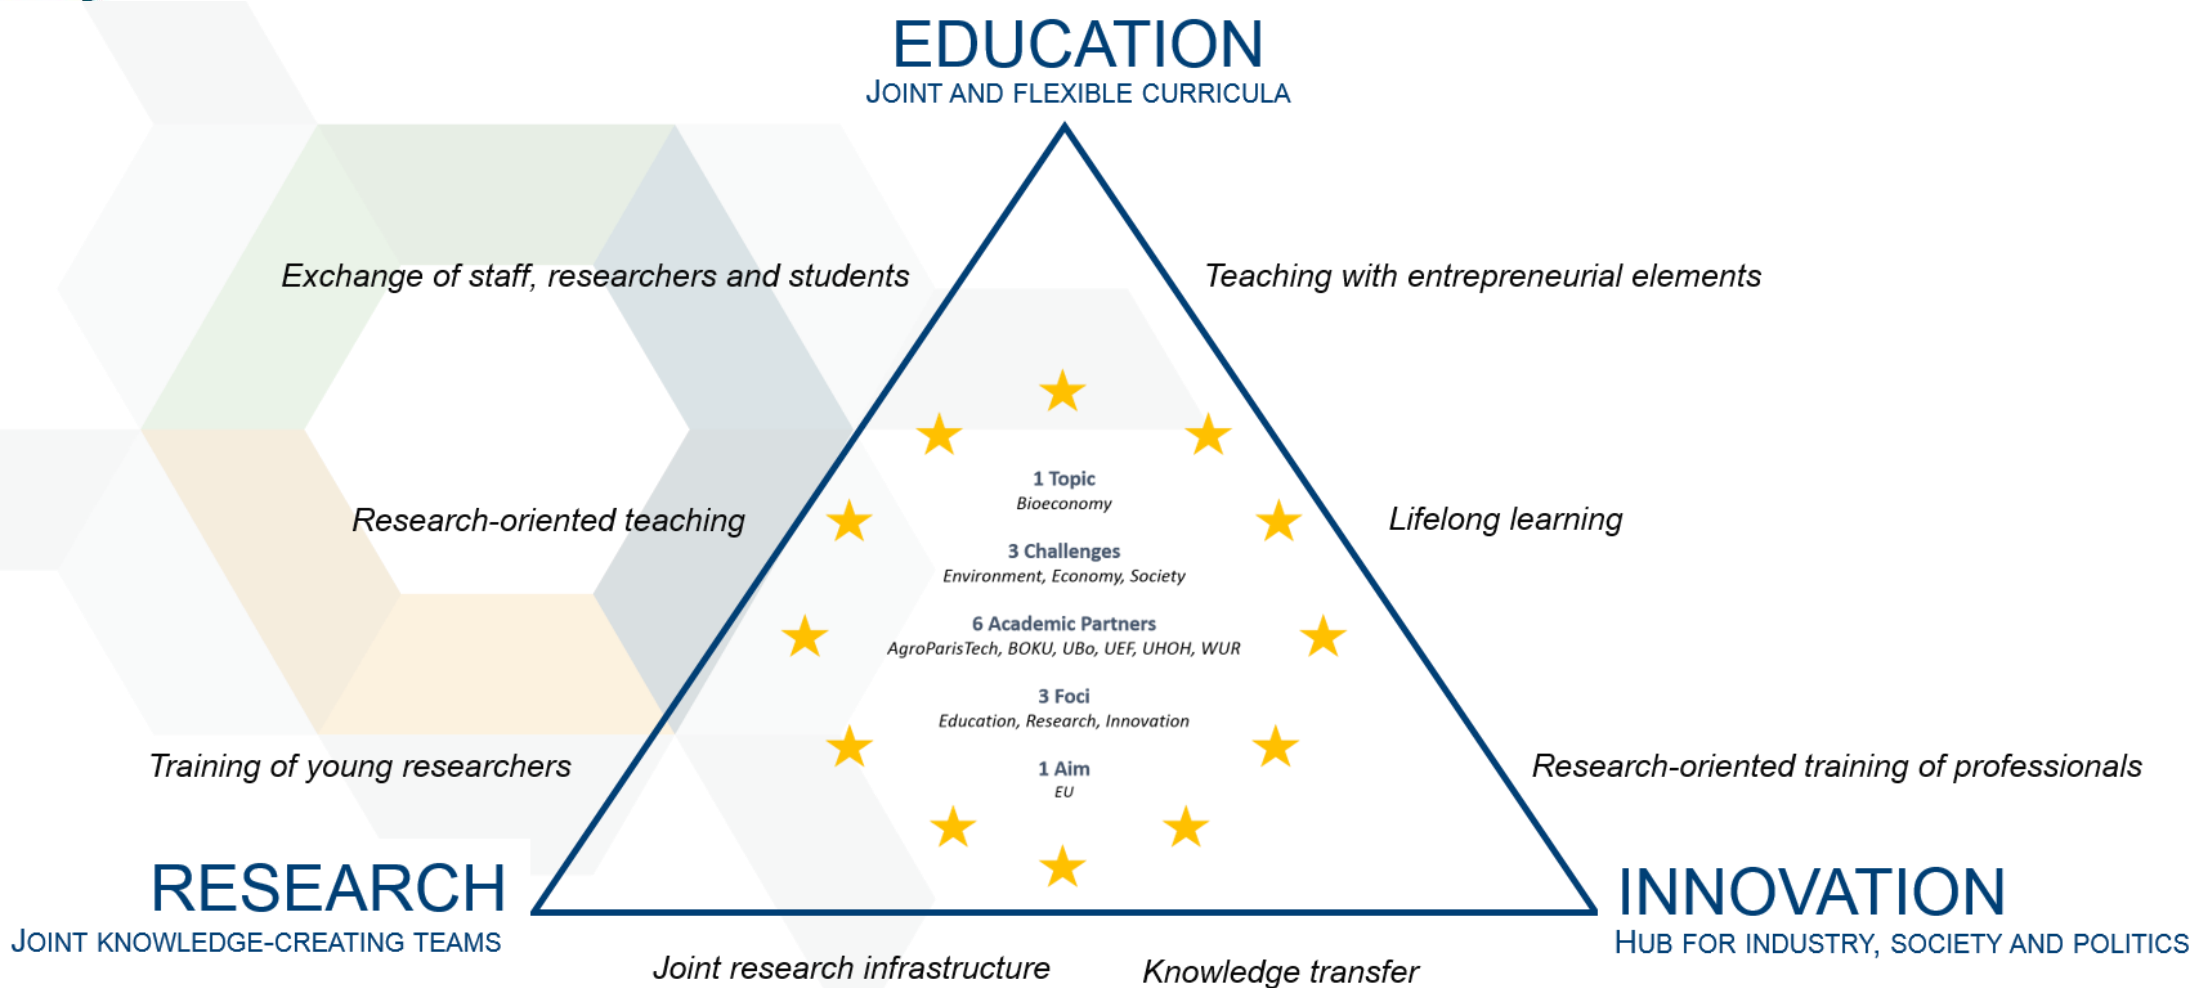 EDUCATION
JOINT AND FLEXIBLE CURRICULA
Exchange of staff, researchers and students
Teaching with entrepreneurial elements
1 Topic
Bioeconomy
Research-oriented teaching
Lifelong learning
3 Challenges
Environment, Economy, Society
6 Academic Partners
AgroParisTech, BOKU, UBo, UEF, UHOH, WUR
3 Foci
Education, Research, Innovation
Training of young researchers
1 Aim
EU
Research-oriented training of professionals
RESEARCH
JOINT KNOWLEDGE-CREATING TEAMS
INNOVATION
HUB FOR INDUSTRY, SOCIETY AND POLITICS
Joint research infrastructure
Knowledge transfer